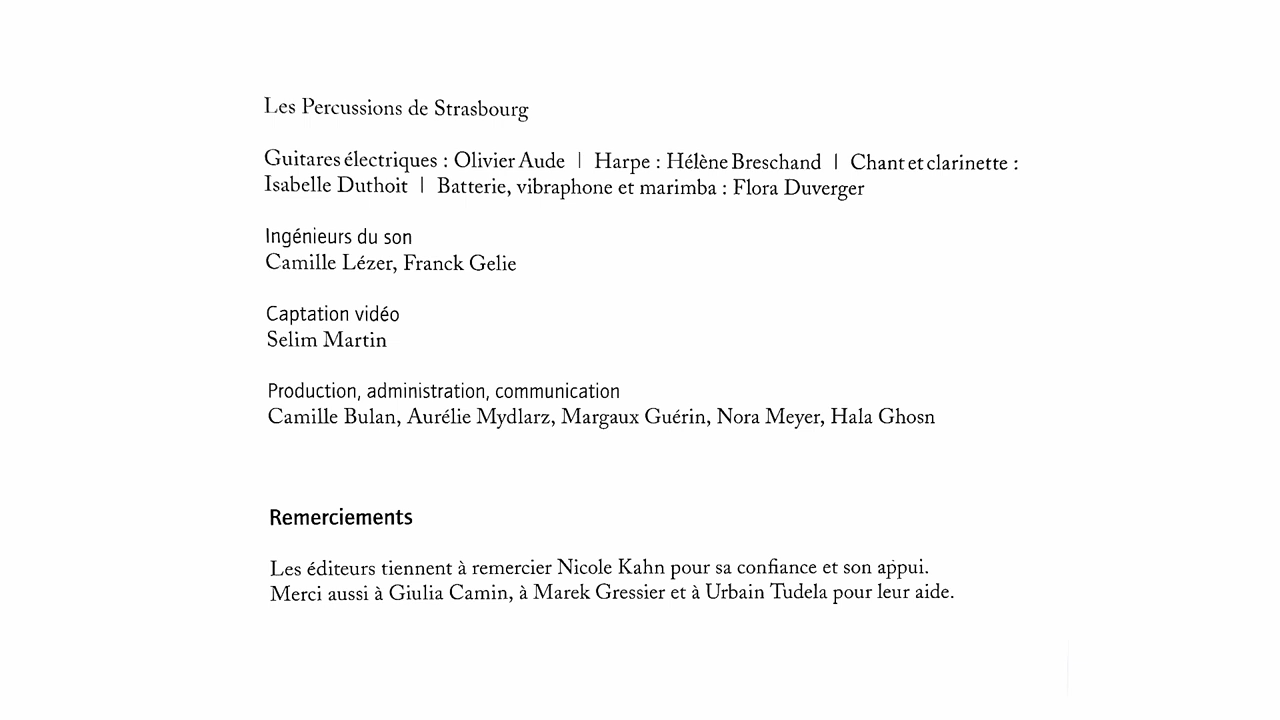 Les Percussions de Strasbourg
Guitares électriques : Olivier Aude | Harpe : Hélène Breschand | Chant et clarinette :
Isabelle Duthoit | Batterie, vibraphone et marimba : Flora Duverger
Ingénieurs du son
Camille Lézer, Franck Gelie
Captation vidéo
Selim Martin
Production, administration, communication
Camille Bulan, Aurélie Mydlarz, Margaux Guérin, Nora Meyer, Hala Ghosn
Remerciements
Les éditeurs tiennent à remercier Nicole Kahn pour sa confiance et son appui.
Merci aussi à Giulia Camin, à Marek Gressier et à Urbain Tudela pour leur aide.